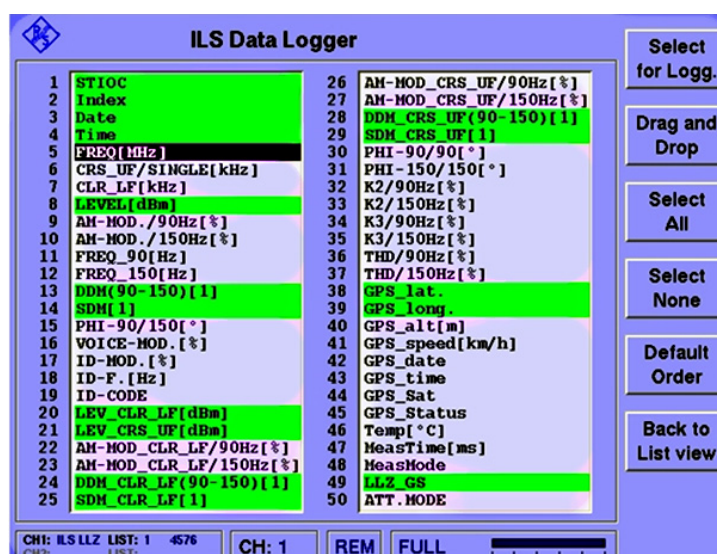 R&S
ILS Data Logger
1 STIOC
2 Index
3 Date
4 Time
5 FREQ[MHz]
6 CRS_UF/SINGLE[kHz]
7 CLR_LF[kHz]
8 LEVEL[dBm]
9 AM-MOD./90Hz[%]
10 AM-MOD./150Hz[%]
11 FREQ_90[Hz]
12 FREQ_150[Hz]
13 DDM(90-150)[1]
14 SDM[1]
15 PHI-90/150[°]
16 VOICE-MOD.[%]
17 ID-MOD.[%]
18 ID-F.[Hz]
19 ID-CODE
20 LEV_CLR_LF[dBm]
21 LEV_CRS_UF[dBm]
22 AM-MOD_CLR_LF/90Hz[%]
23 AM-MOD_CLR_LF/150Hz[%]
24 DDM_CLR_LF(90-150)[1]
25 SDM_CLR_LF[1]
26 AM-MOD_CRS_UF/90Hz[%]
27 AM-MOD_CRS_UF/150Hz[%]
28 DDM_CRS_UF(90-150)[1]
29 SDM_CRS_UF[1]
30 PHI-90/90[°]
31 PHI-150/150[°]
32 K2/90Hz[%]
33 K2/150Hz[%]
34 K3/90Hz[%]
35 K3/150Hz[%]
36 THD/90Hz[%]
37 THD/150Hz[%]
38 GPS_lat.
39 GPS_long.
40 GPS_alt[m]
41 GPS_speed[km/h]
42 GPS_date
43 GPS_time
44 GPS_Sat
45 GPS_Status
46 Temp[°C]
47 MeasTime[ms]
48 MeasMode
49 LLZ_GS
50 ATT.MODE
Select
for Logg.
Drag and
Drop
Select
All
Select
None
Default
Order
Back to
List view
CH1: ILS LLZ LIST: 1 4576
CH2: LIST:
CH: 1
REM
FULL